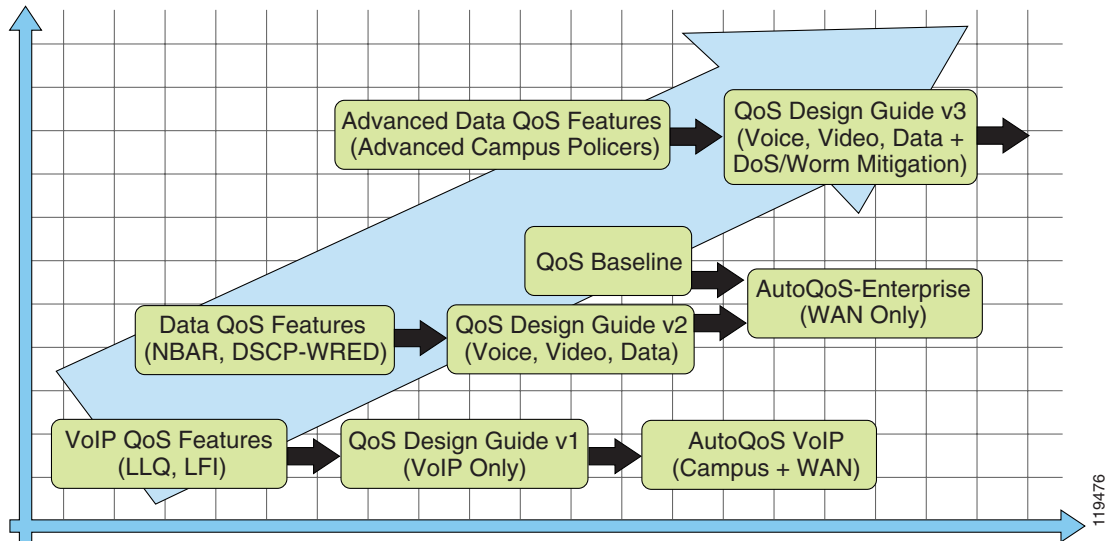 Advanced Data QoS Features
(Advanced Campus Policers)
QoS Design Guide v3
(Voice, Video, Data +
DoS/Worm Mitigation)
QoS Baseline
AutoQoS-Enterprise
(WAN Only)
Data QoS Features
(NBAR, DSCP-WRED)
QoS Design Guide v2
(Voice, Video, Data)
VoIP QoS Features
(LLQ, LFI)
QoS Design Guide v1
(VoIP Only)
AutoQoS VoIP
(Campus + WAN)
119476